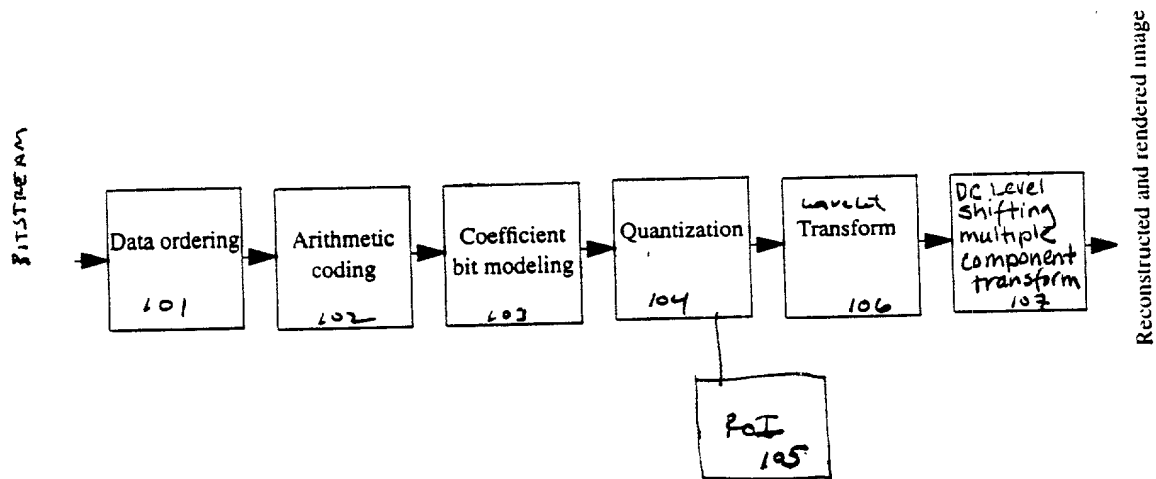 BITSTREAM
Data ordering
101
Arithmetic
coding
102
Coefficient
bit modeling
103
Quantization
104
wavelet
Transform
106
DC Level
shifting
multiple
component
transform
107
RoI
105
Reconstructed and rendered image